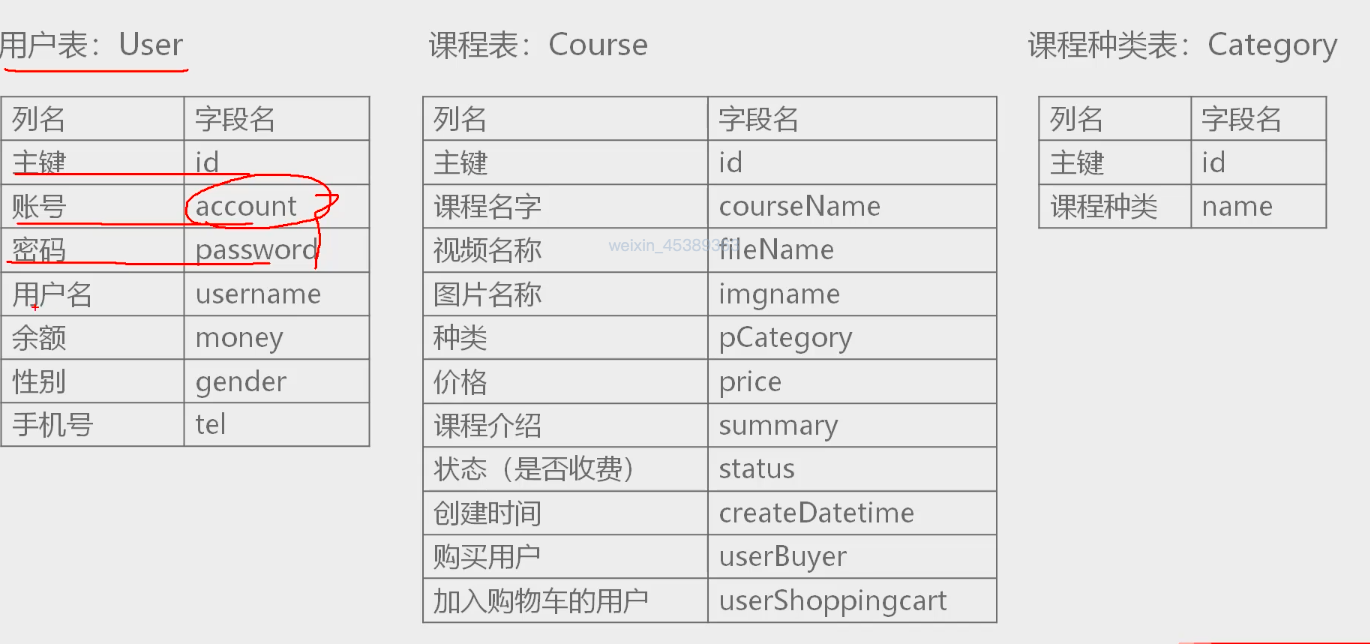 用户表：User
列名 字段名
主键 id
账号 account
密码 password
用户名 username
余额 money
性别 gender
手机号 tel
课程表：Course
列名 字段名
主键 id
课程名字 courseName
视频名称 fileName
图片名称 imgname
种类 pCategory
价格 price
课程介绍 summary
状态（是否收费） status
创建时间 createDatetime
购买用户 userBuyer
加入购物车的用户 userShoppingcart
课程种类表：Category
列名 字段名
主键 id
课程种类 name